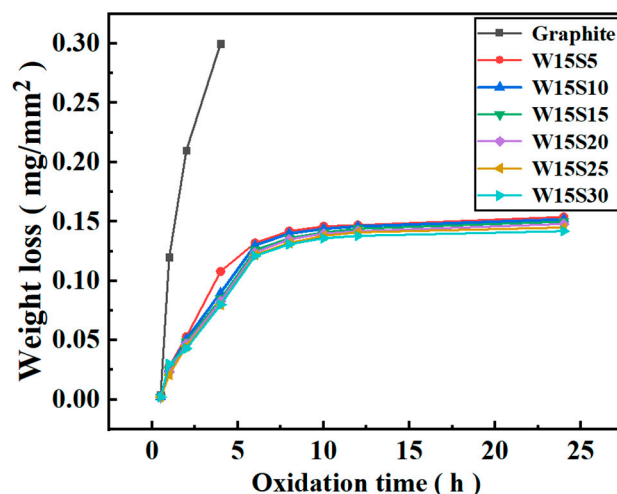 0.30
0.25
0.20
0.15
0.10
0.05
0.00
Weight loss ( mg/mm²)
Graphite
W15S5
W15S10
W15S15
W15S20
W15S25
W15S30
0 5 10 15 20 25
Oxidation time ( h )